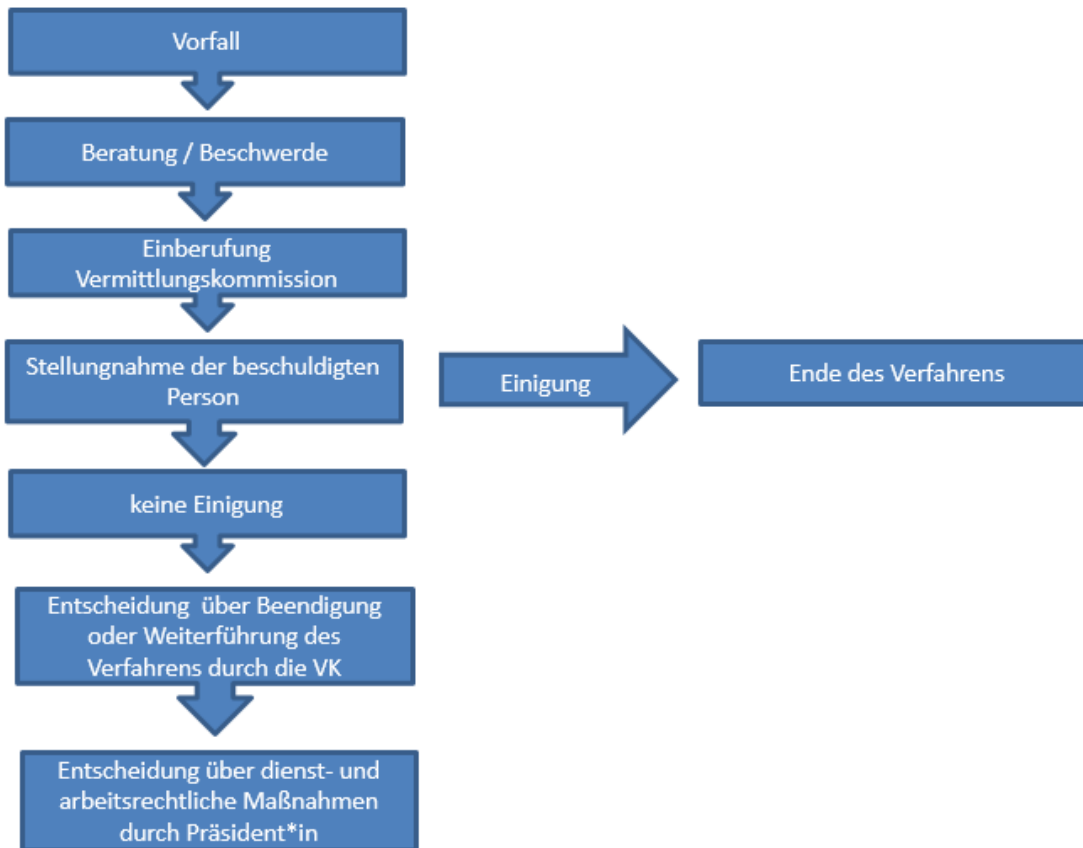 Vorfall
Beratung / Beschwerde
Einberufung
Vermittlungskommission
Stellungnahme der beschuldigten
Person
Einigung
Ende des Verfahrens
keine Einigung
Entscheidung über Beendigung
oder Weiterführung des
Verfahrens durch die VK
Entscheidung über dienst- und
arbeitsrechtliche Maßnahmen
durch Präsident*in